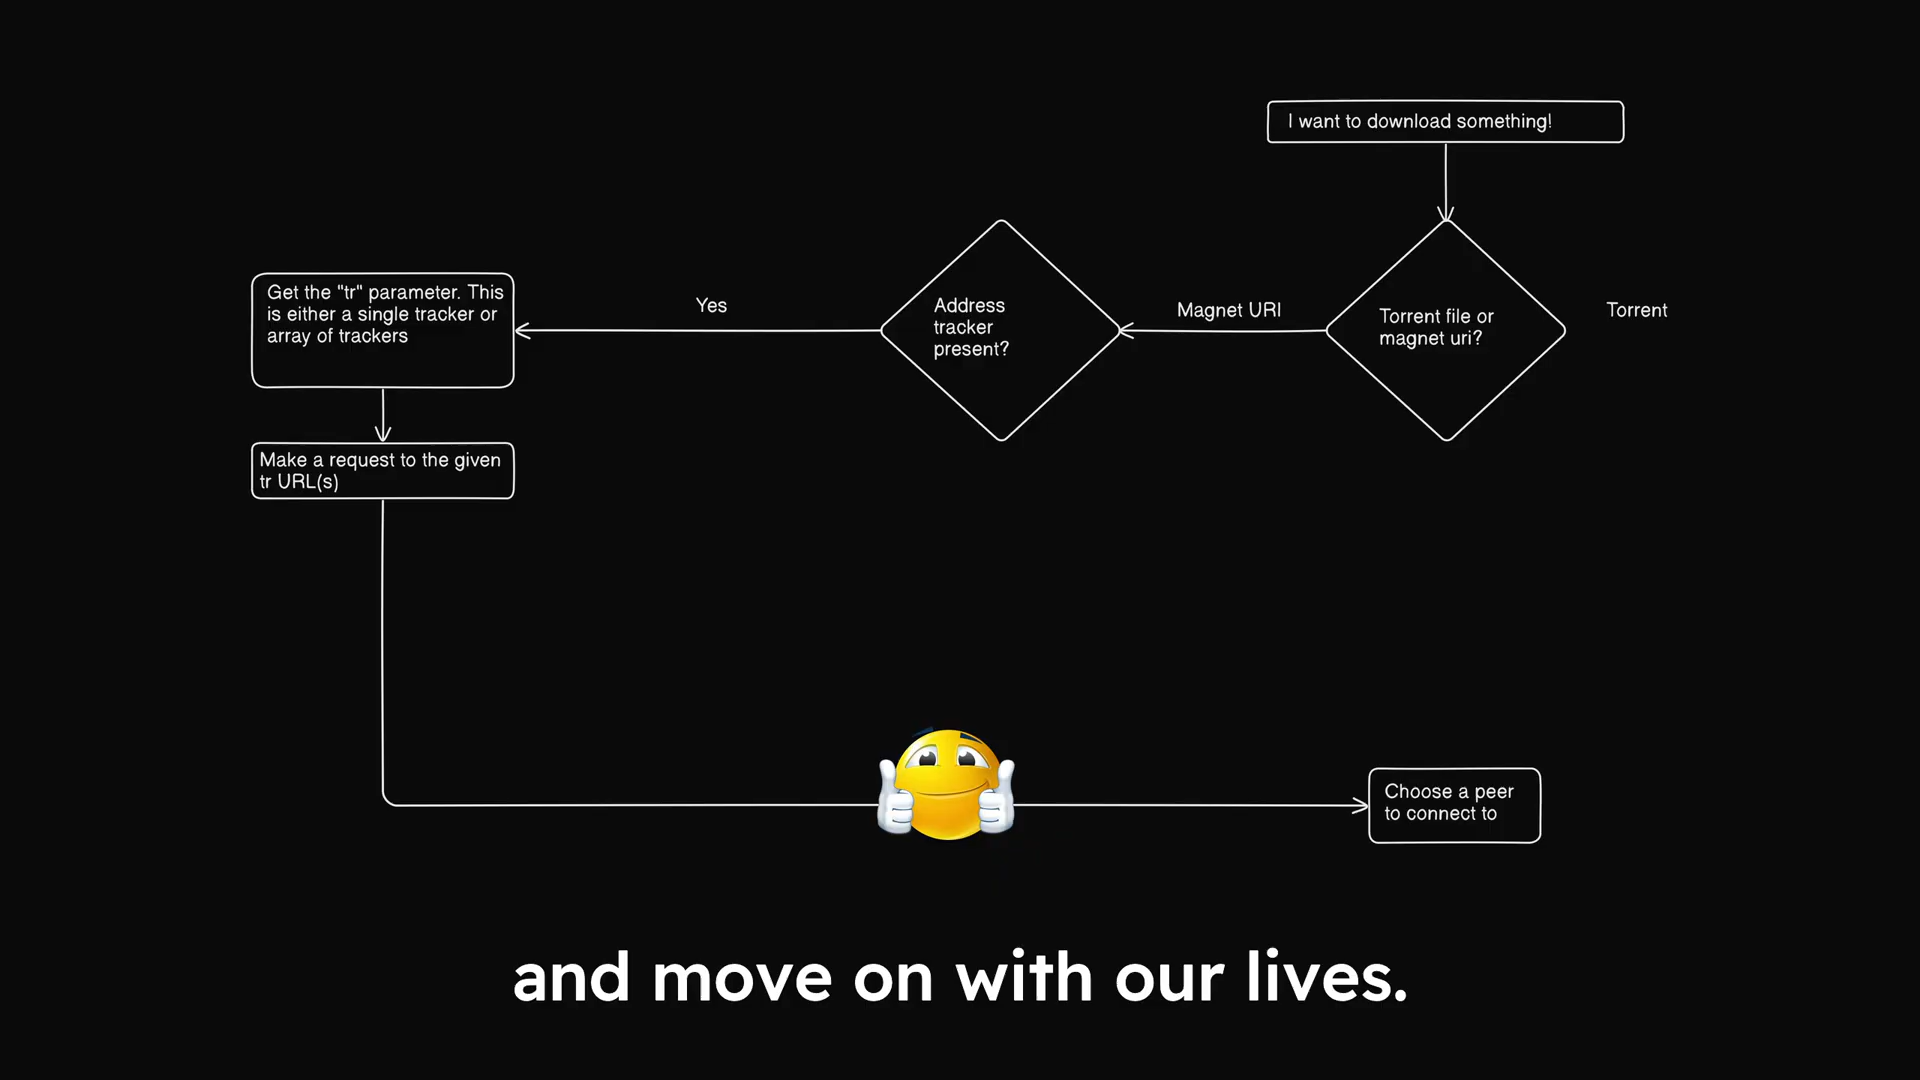 I want to download something!
Torrent file or
magnet uri?
Torrent
Magnet URI
Address
tracker
present?
Yes
Get the "tr" parameter. This
is either a single tracker or
array of trackers
Make a request to the given
tr URL(s)
Choose a peer
to connect to
and move on with our lives.